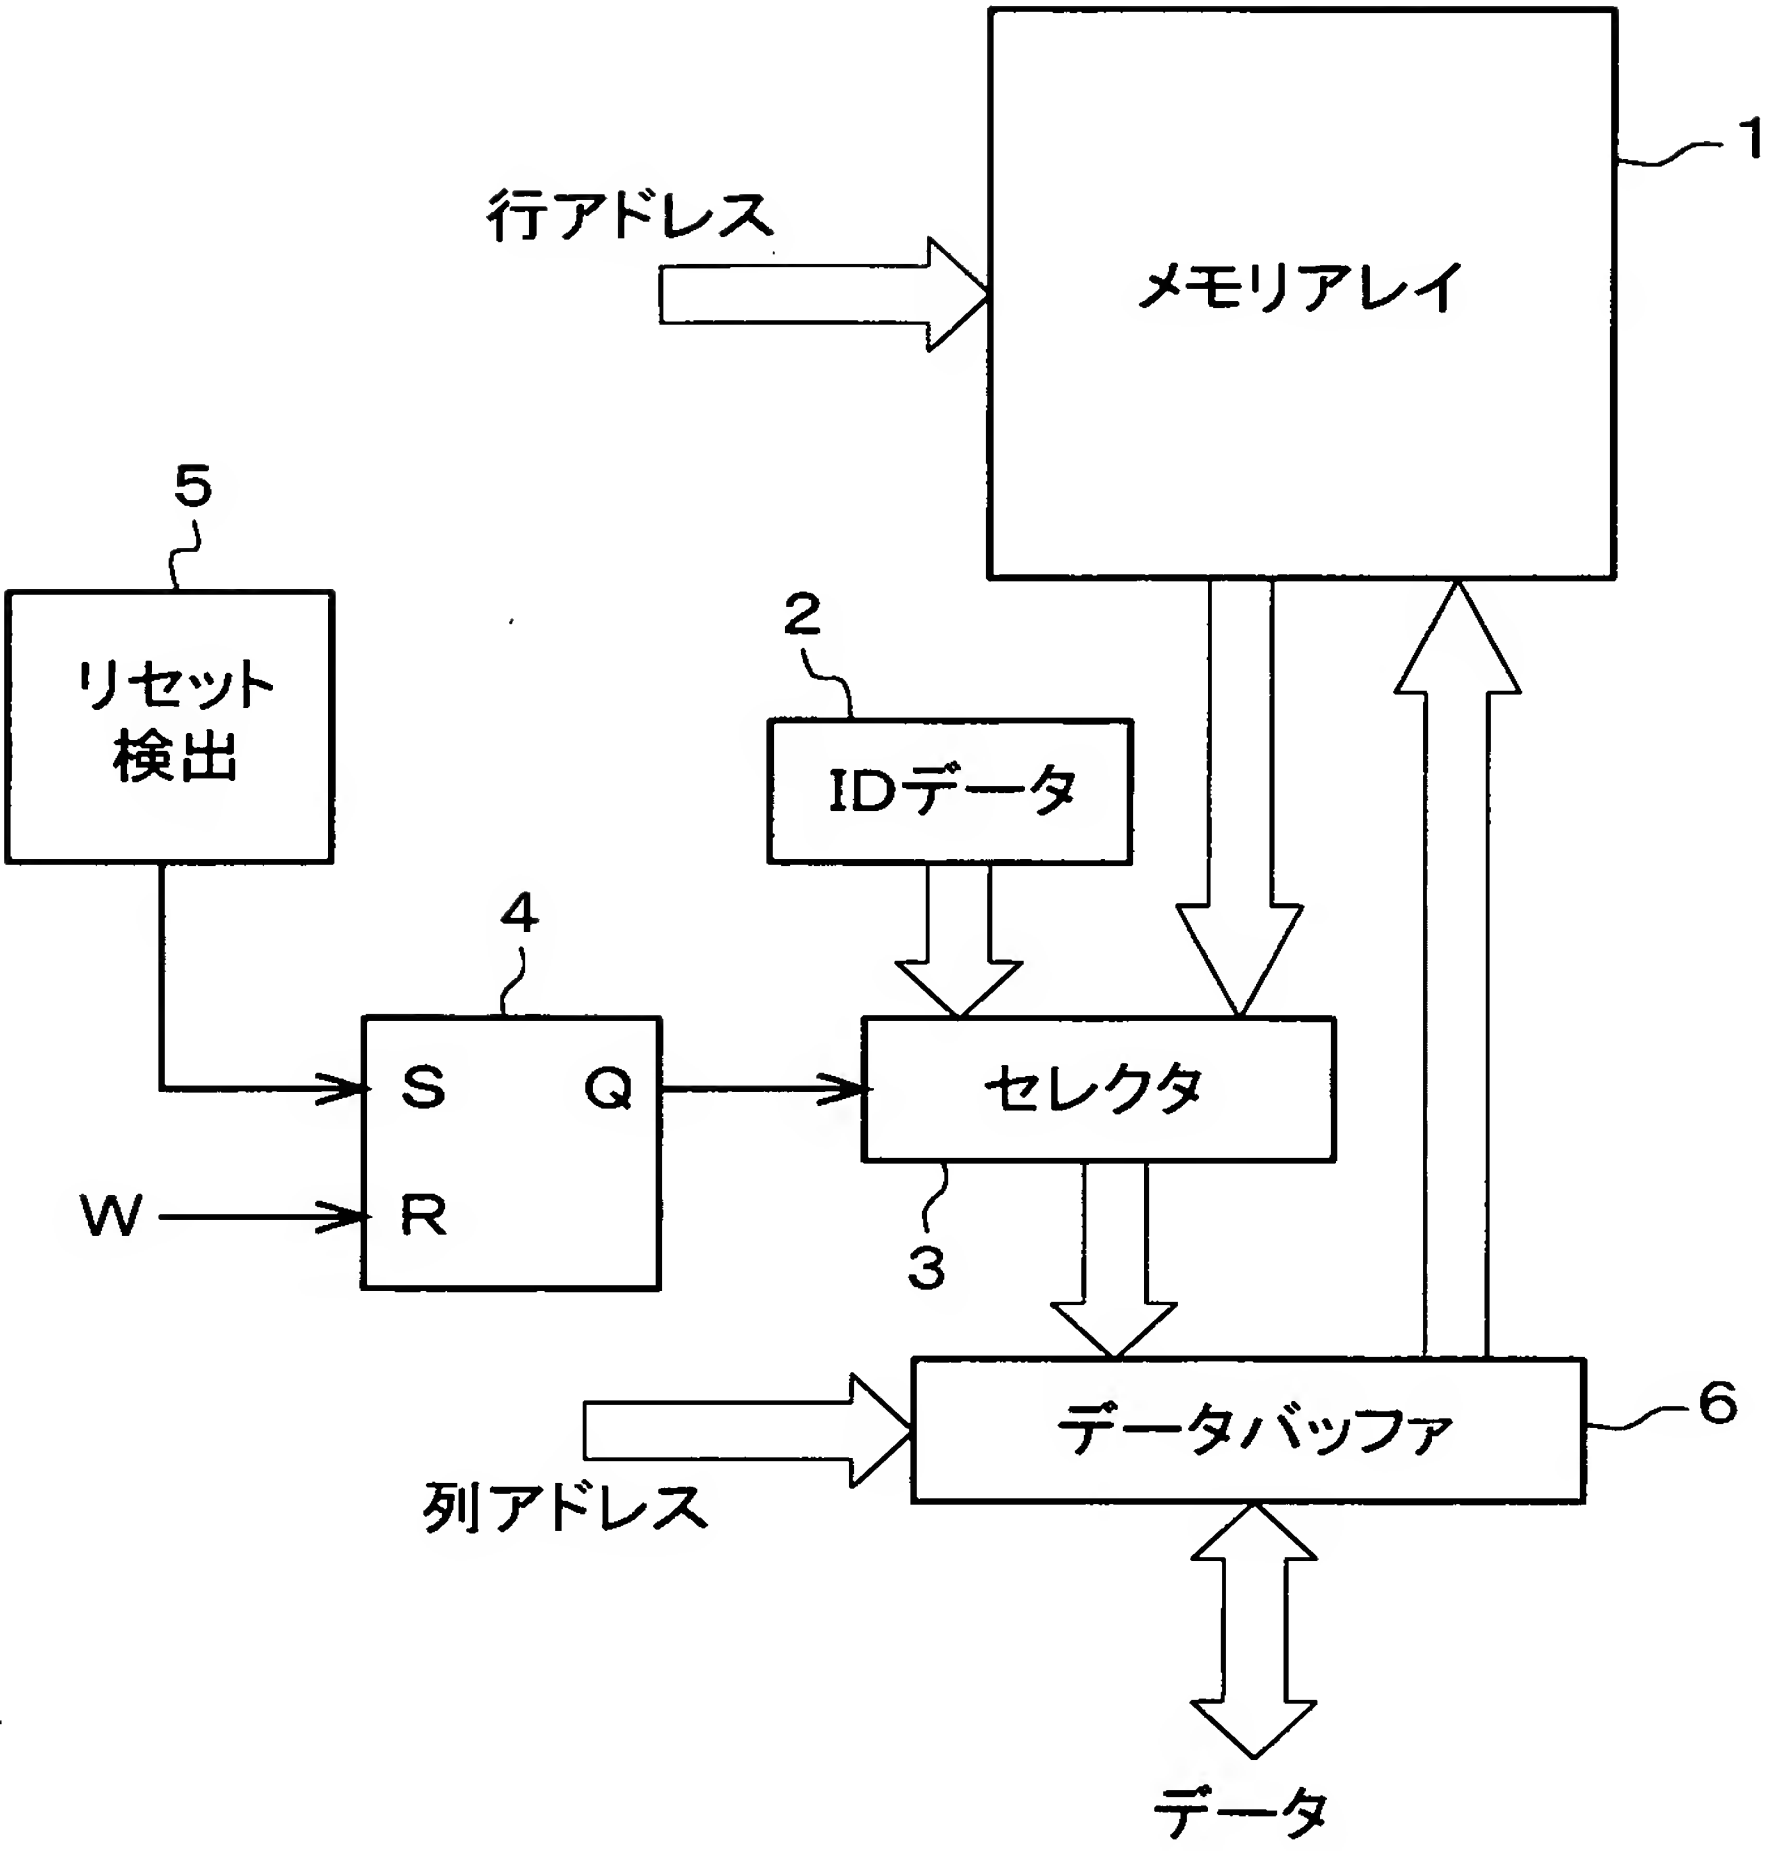 1
行アドレス
メモリアレイ
5
2
リセット
検出
IDデータ
4
S
Q
セレクタ
W
R
3
データバッファ
6
列アドレス
データ